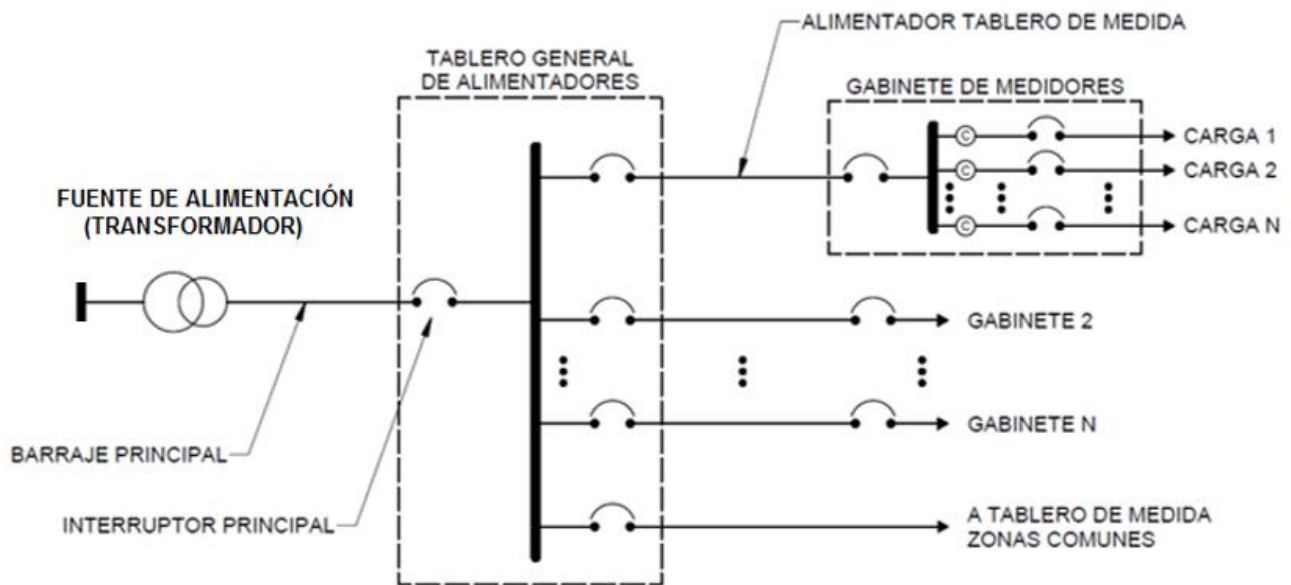 ALIMENTADOR TABLERO DE MEDIDA
TABLERO GENERAL
DE ALIMENTADORES
GABINETE DE MEDIDORES
C
CARGA 1
C
CARGA 2
C
CARGA N
FUENTE DE ALIMENTACIÓN
(TRANSFORMADOR)
GABINETE 2
GABINETE N
BARRAJE PRINCIPAL
INTERRUPTOR PRINCIPAL
A TABLERO DE MEDIDA
ZONAS COMUNES